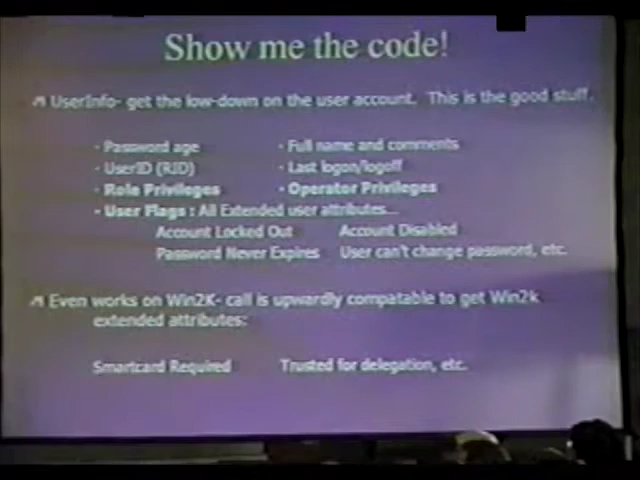 Show me the code!
UserInfo- get the low-down on the user account. This is the good stuff.
· Password age · Full name and comments
· UserID (RID) · Last logon/logoff
· Role Privileges · Operator Privileges
· User Flags : All Extended user attributes...
Account Locked Out Account Disabled
Password Never Expires User can't change password, etc.
Even works on Win2K- call is upwardly compatable to get Win2k
extended attributes:
Smartcard Required Trusted for delegation, etc.